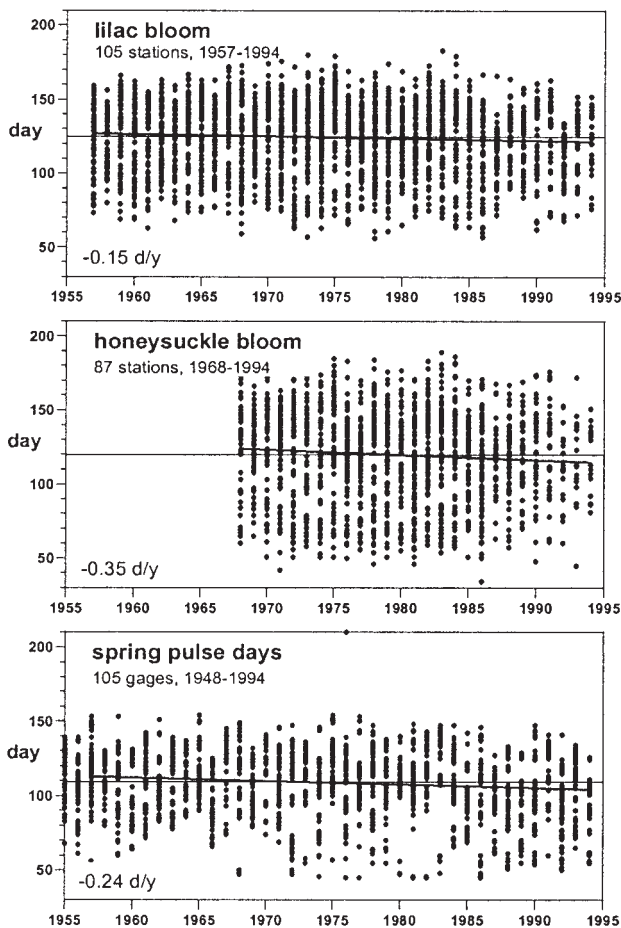 200
lilac bloom
105 stations, 1957-1994
150
day
100
50
-0.15 d/y
1955 1960 1965 1970 1975 1980 1985 1990 1995
200
honeysuckle bloom
87 stations, 1968-1994
150
day
100
50
-0.35 d/y
1955 1960 1965 1970 1975 1980 1985 1990 1995
200
spring pulse days
105 gages, 1948-1994
150
day
100
50
-0.24 d/y
1955 1960 1965 1970 1975 1980 1985 1990 1995